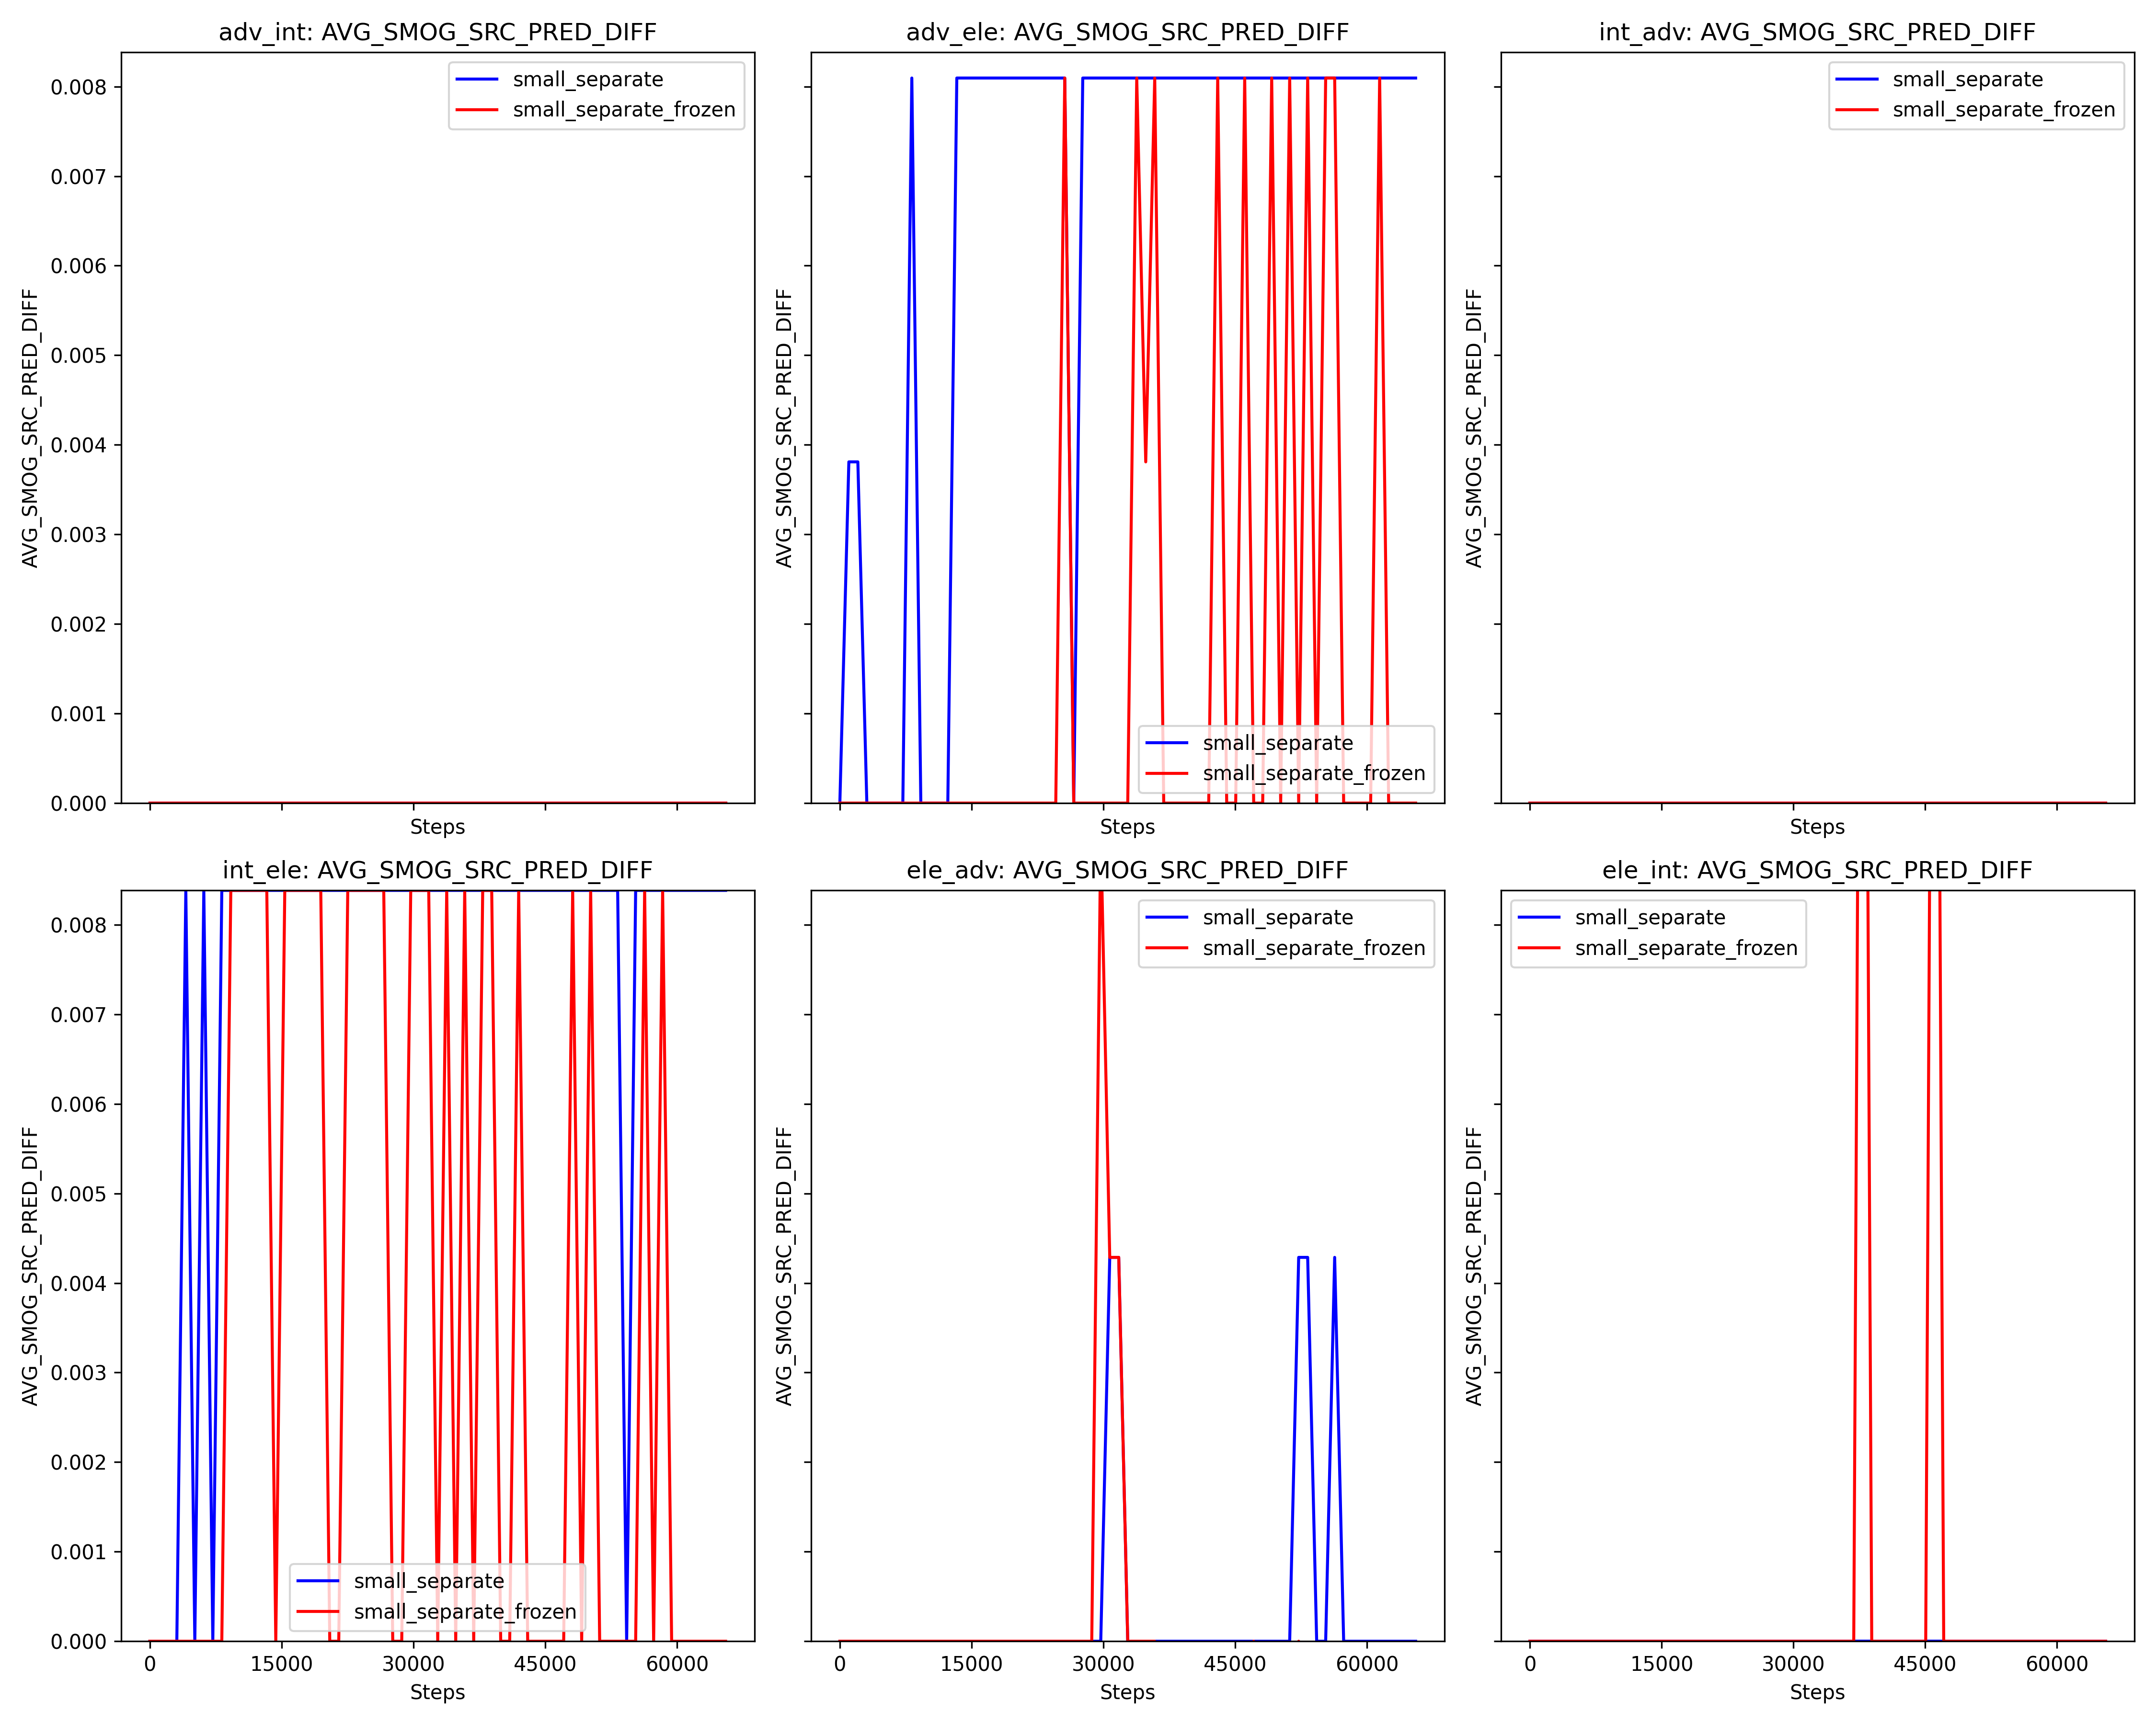 adv_int: AVG_SMOG_SRC_PRED_DIFF
adv_ele: AVG_SMOG_SRC_PRED_DIFF
int_adv: AVG_SMOG_SRC_PRED_DIFF
AVG_SMOG_SRC_PRED_DIFF
0.008
0.007
0.006
0.005
0.004
0.003
0.002
0.001
0.000
small_separate
small_separate_frozen
Steps
AVG_SMOG_SRC_PRED_DIFF
small_separate
small_separate_frozen
Steps
AVG_SMOG_SRC_PRED_DIFF
small_separate
small_separate_frozen
Steps
int_ele: AVG_SMOG_SRC_PRED_DIFF
ele_adv: AVG_SMOG_SRC_PRED_DIFF
ele_int: AVG_SMOG_SRC_PRED_DIFF
AVG_SMOG_SRC_PRED_DIFF
0.008
0.007
0.006
0.005
0.004
0.003
0.002
0.001
0.000
small_separate
small_separate_frozen
0 15000 30000 45000 60000
Steps
AVG_SMOG_SRC_PRED_DIFF
small_separate
small_separate_frozen
0 15000 30000 45000 60000
Steps
AVG_SMOG_SRC_PRED_DIFF
small_separate
small_separate_frozen
0 15000 30000 45000 60000
Steps